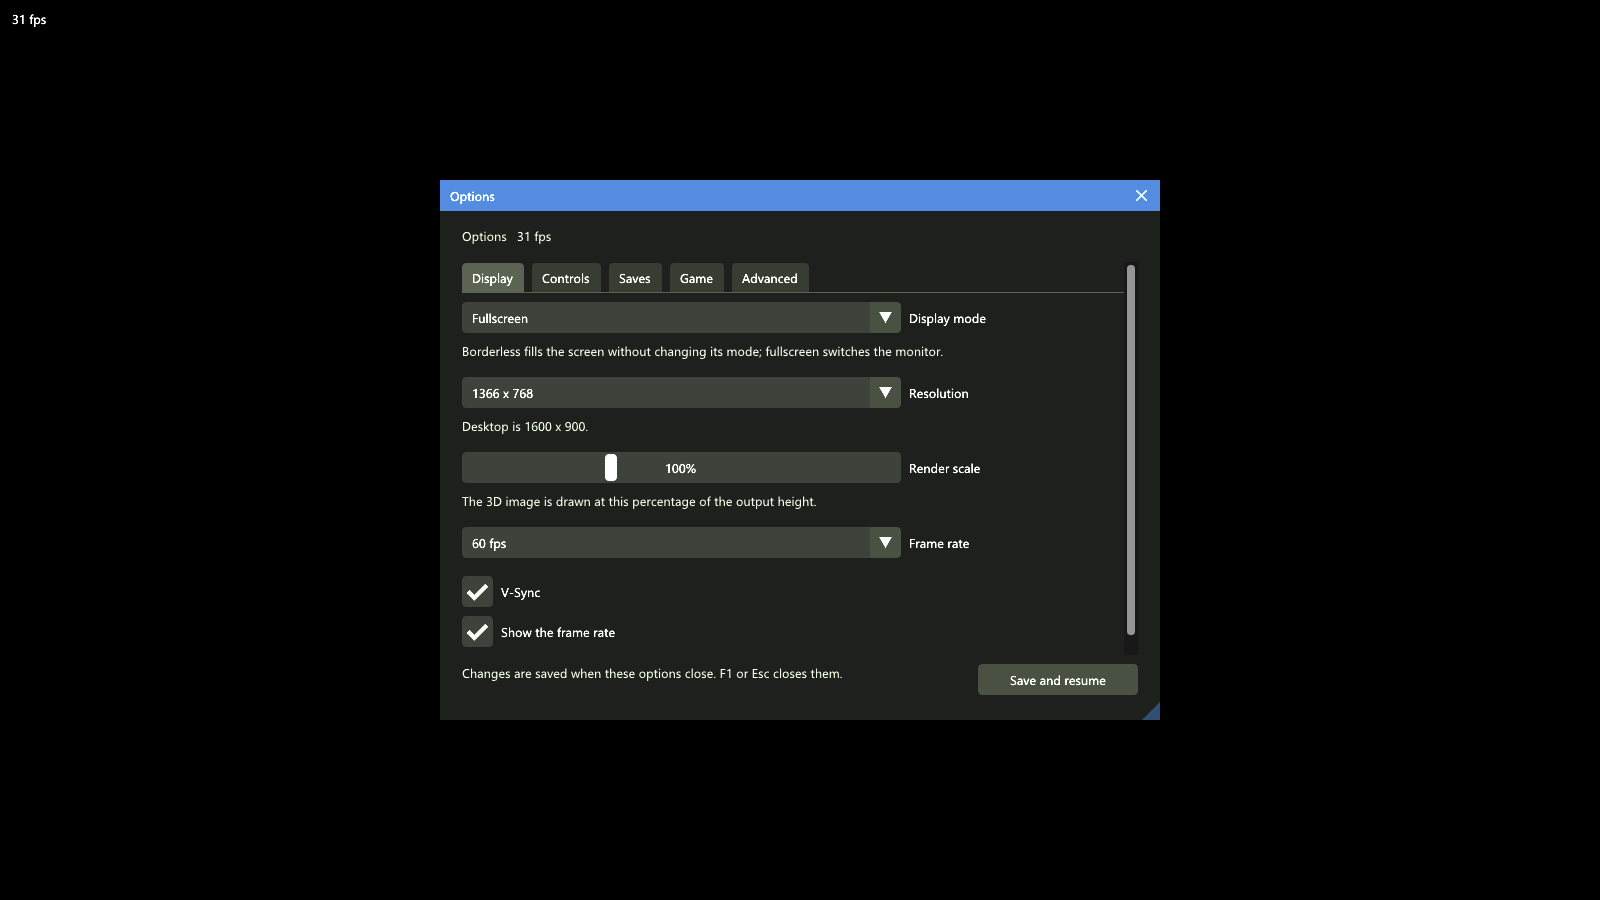 31 fps
Options
Options 31 fps
Display Controls Saves Game Advanced
Fullscreen Display mode
Borderless fills the screen without changing its mode; fullscreen switches the monitor.
1366 x 768 Resolution
Desktop is 1600 x 900.
100% Render scale
The 3D image is drawn at this percentage of the output height.
60 fps Frame rate
V-Sync
Show the frame rate
Changes are saved when these options close. F1 or Esc closes them.
Save and resume